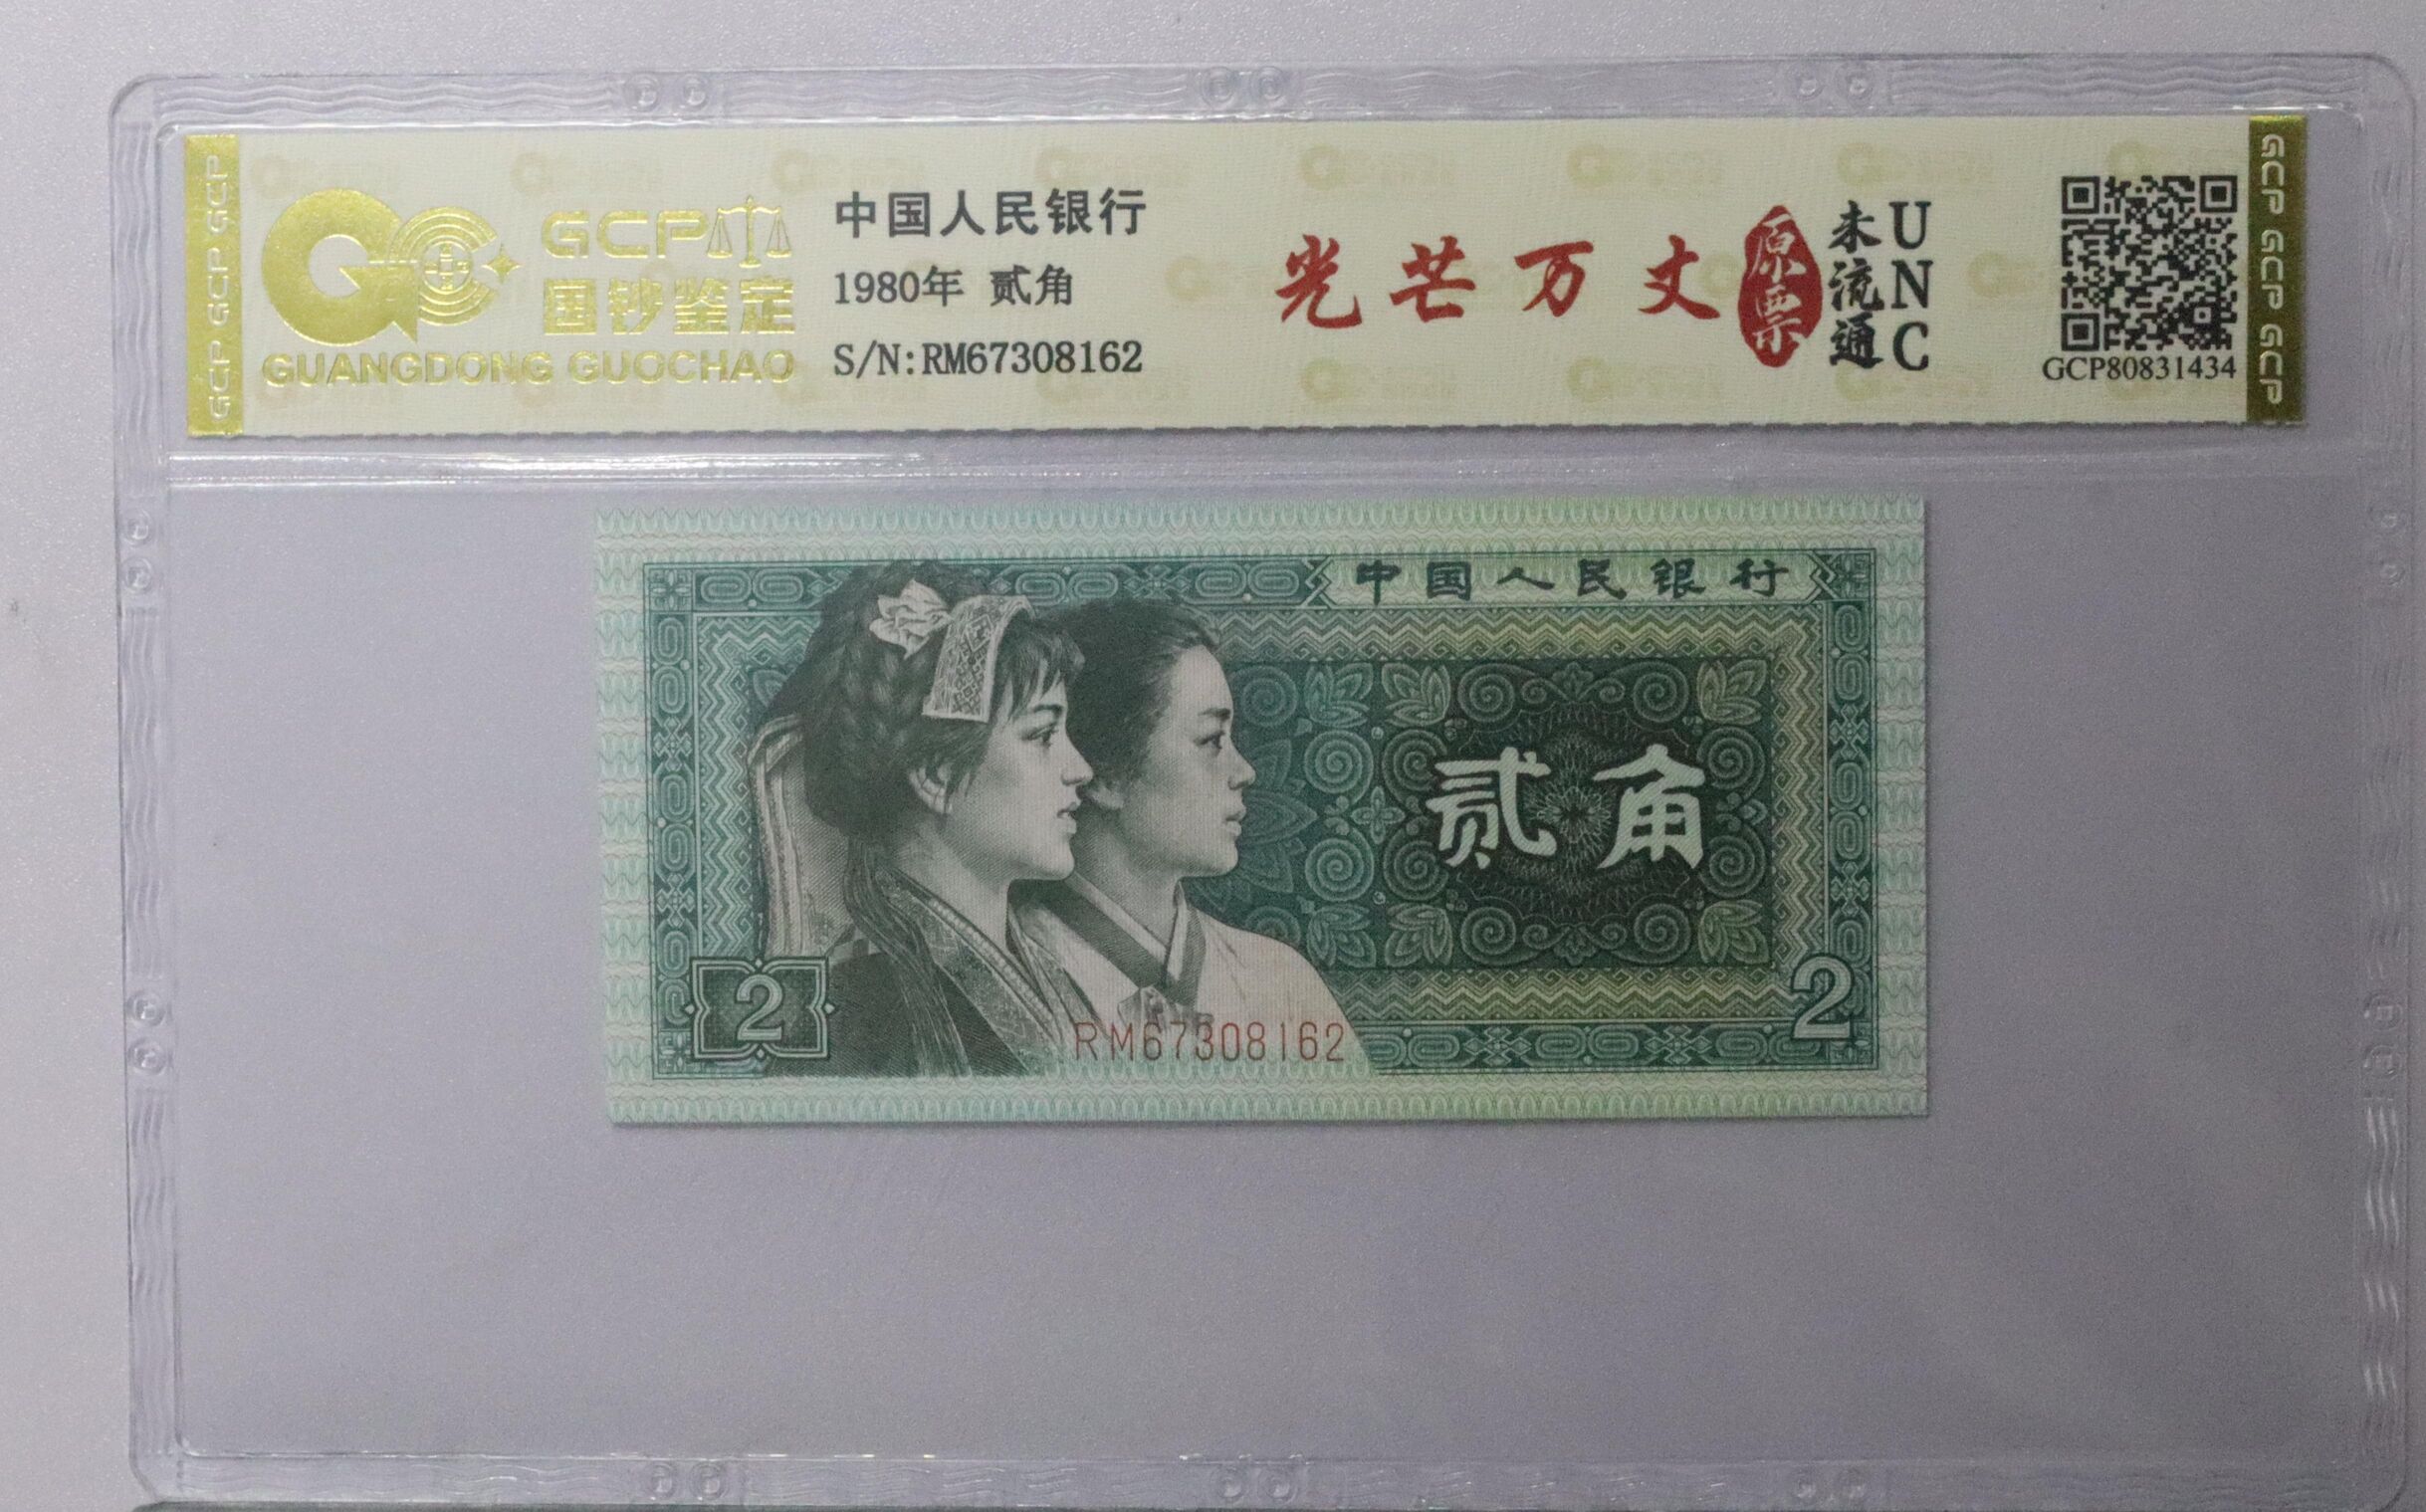 GCP GCP GCP
GCP
国钞鉴定
GUANGDONG GUOCHAO
中国人民银行
1980年 贰角
S/N:RM67308162
光芒万丈
原票
未流通
UNC
GCP80831434
GCP GCP GCP
中国人民银行
贰角
2
2
RM67308162